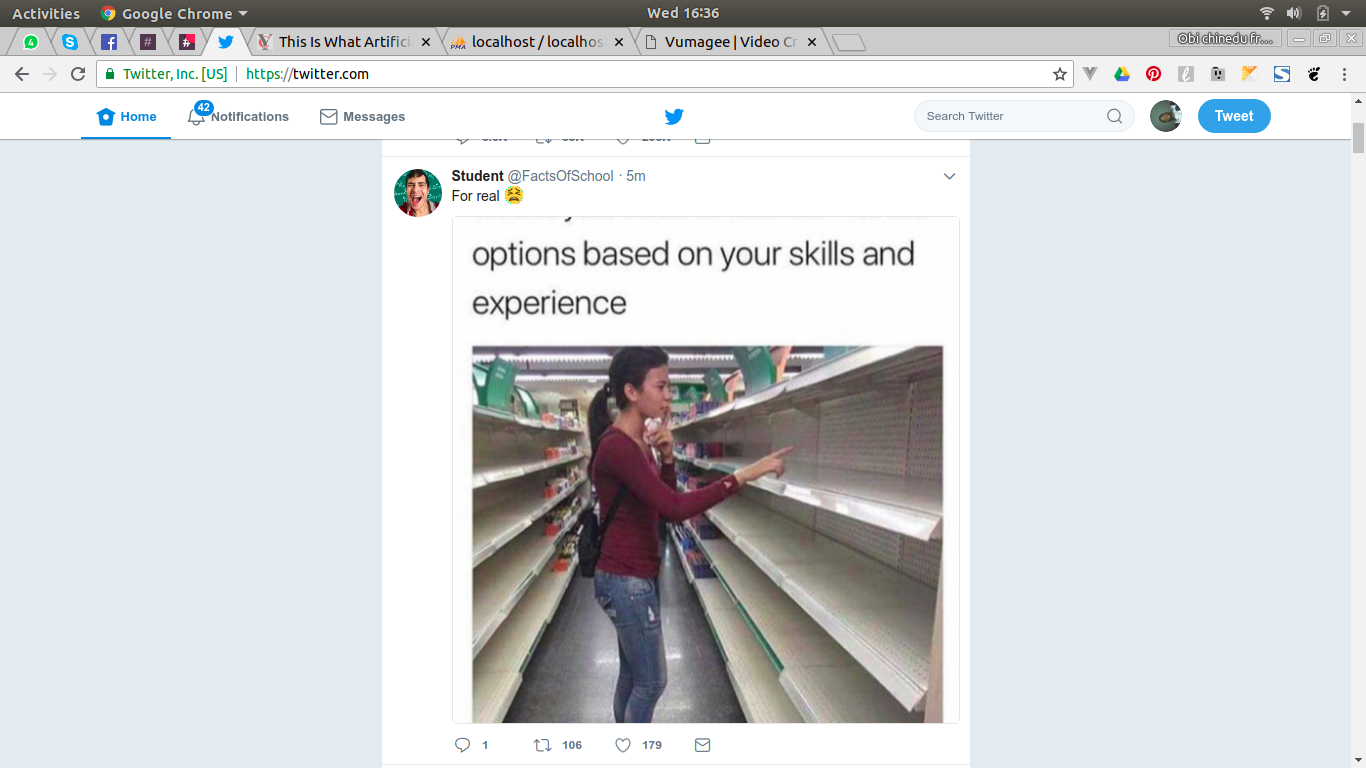 Activities
Google Chrome
Wed 16:36
This Is What Artifici
localhost / localhos
Vumagee | Video Cr
Obi chinedu fr...
Twitter, Inc. [US]
https://twitter.com
Home
42
Notifications
Messages
Search Twitter
Tweet
Student @FactsOfSchool · 5m
For real
options based on your skills and
experience
1
106
179